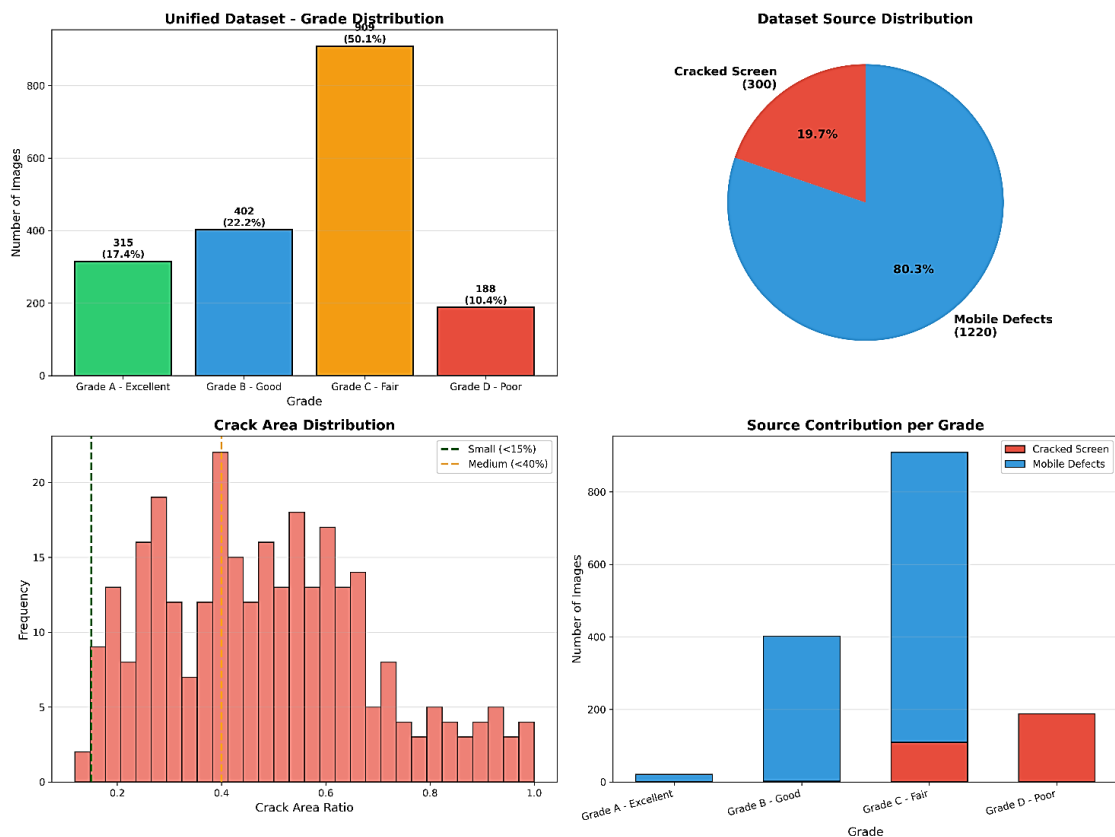 Unified Dataset - Grade Distribution
909
(50.1%)
402
(22.2%)
315
(17.4%)
188
(10.4%)
800
600
400
200
0
Number of Images
Grade A - Excellent
Grade B - Good
Grade C - Fair
Grade D - Poor
Grade
Dataset Source Distribution
Cracked Screen
(300)
19.7%
80.3%
Mobile Defects
(1220)
Crack Area Distribution
Small (<15%)
Medium (<40%)
20
15
10
5
0
Frequency
0.2
0.4
0.6
0.8
1.0
Crack Area Ratio
Source Contribution per Grade
Cracked Screen
Mobile Defects
800
600
400
200
0
Number of Images
Grade A - Excellent
Grade B - Good
Grade C - Fair
Grade D - Poor
Grade